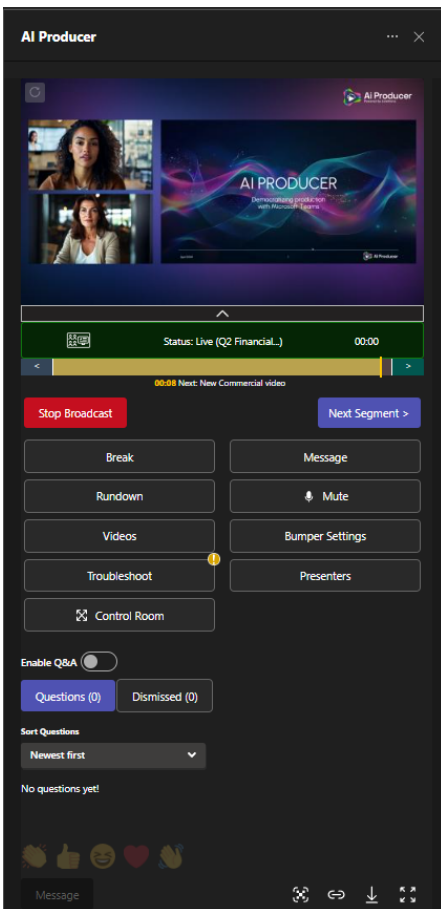 AI Producer
Ai Producer
AI PRODUCER
Democratising production
with Microsoft Teams
Ai Producer
Status: Live (Q2 Financial...) 00:00
< >
00:08 Next: New Commercial video
Stop Broadcast Next Segment >
Break Message
Rundown Mute
Videos Bumper Settings
!
Troubleshoot Presenters
Control Room
Enable Q&A
Questions (0) Dismissed (0)
Sort Questions
Newest first
No questions yet!
Message